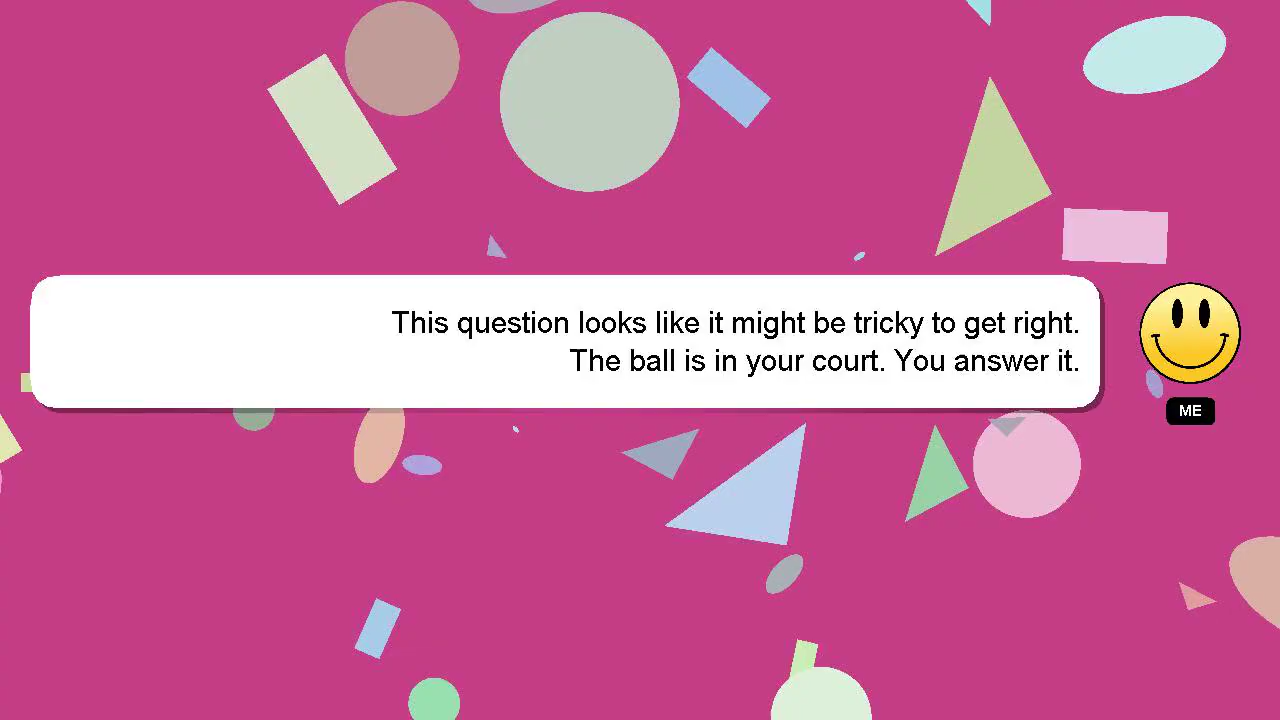 This question looks like it might be tricky to get right.
The ball is in your court. You answer it.
ME